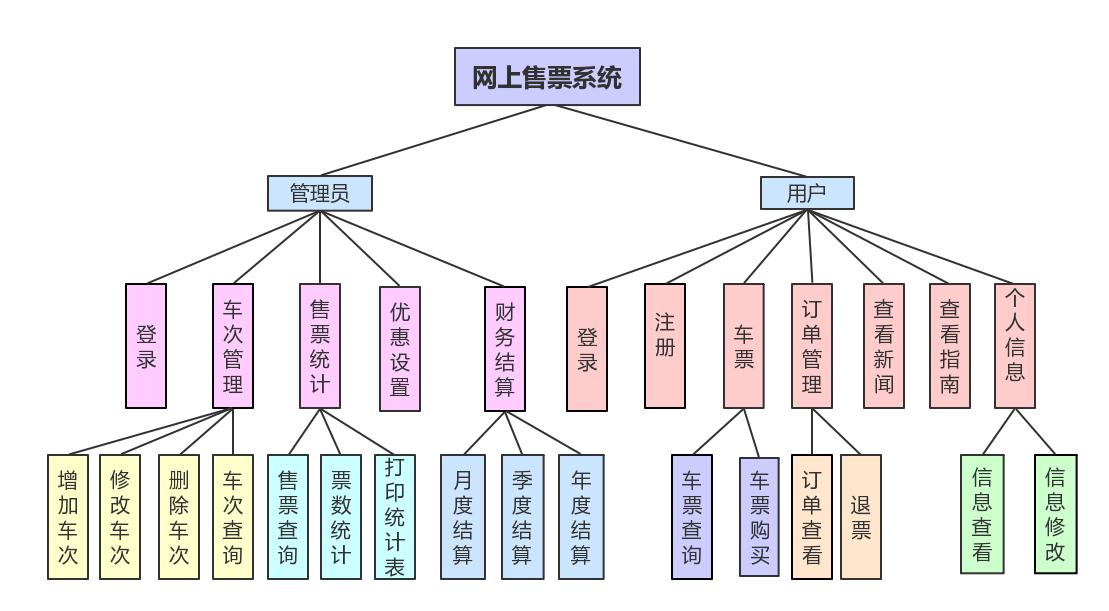 网上售票系统
管理员
用户
登录
车次管理
售票统计
优惠设置
财务结算
登录
注册
车票
订单管理
查看新闻
查看指南
个人信息
增加车次
修改车次
删除车次
车次查询
售票查询
票数统计
打印统计表
月度结算
季度结算
年度结算
车票查询
车票购买
订单查看
退票
信息查看
信息修改